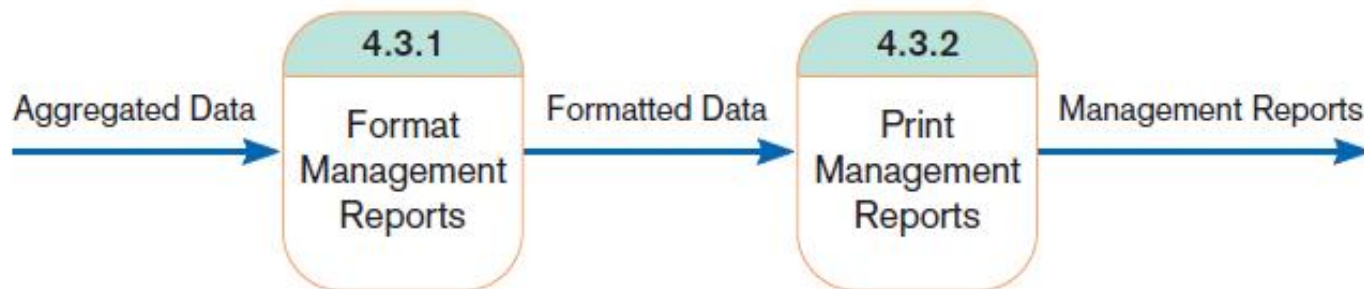 4.3.1
4.3.2
Aggregated Data
Format
Management
Reports
Formatted Data
Print
Management
Reports
Management Reports